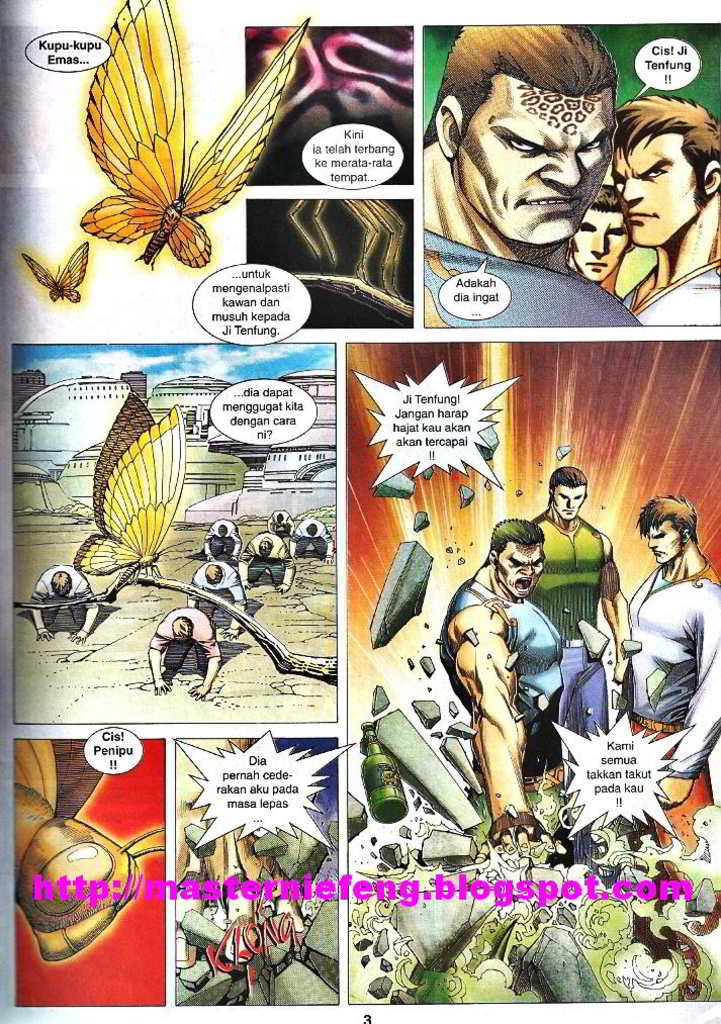 Kupu-kupu
Emas...
Kini
ia telah terbang
ke merata-rata
tempat...
...untuk
mengenalpasti
kawan dan
musuh kepada
Ji Tenfung.
Cis! Ji
Tenfung
!!
Adakah
dia ingat
...
...dia dapat
menggugat kita
dengan cara
ni?
Ji Tenfung!
Jangan harap
hajat kau akan
akan tercapai
!!
Kami
semua
takkan takut
pada kau
!!
Cis!
Penipu
!!
Dia
pernah cede-
rakan aku pada
masa lepas
...
KLONG
http://masterniefeng.blogspot.com
3